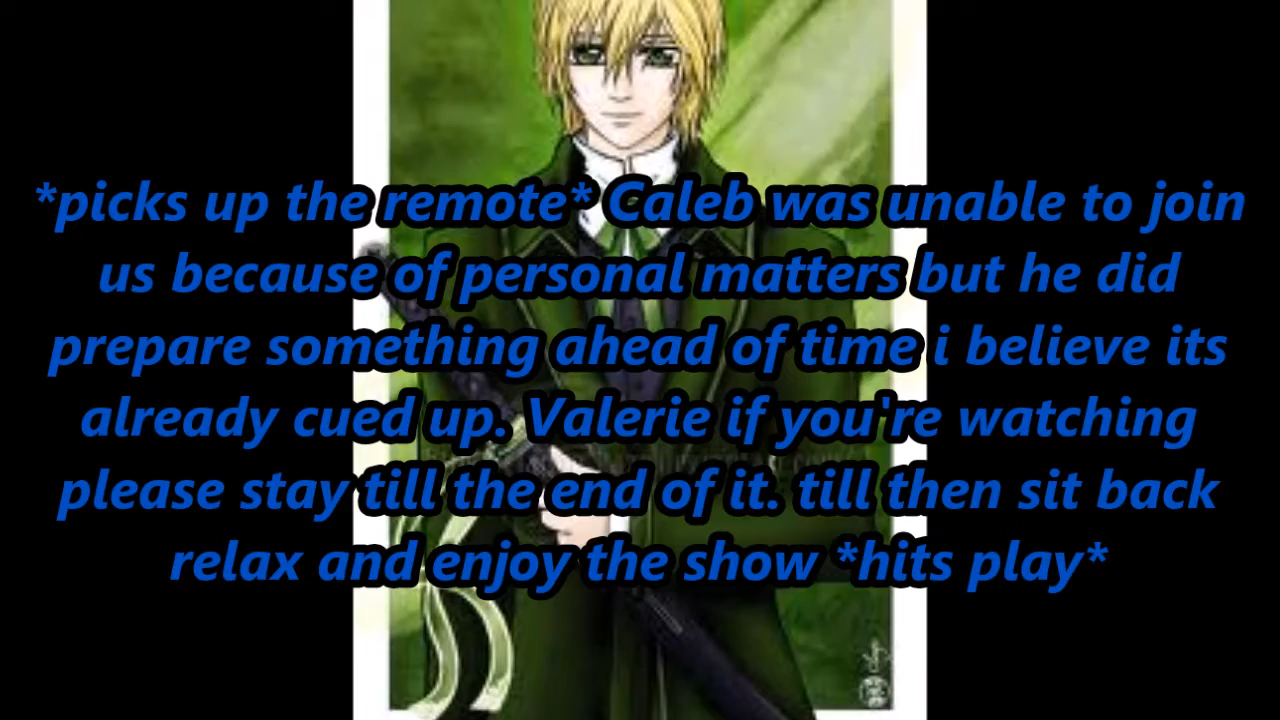 *picks up the remote* Caleb was unable to join
us because of personal matters but he did
prepare something ahead of time i believe its
already cued up. Valerie if you're watching
please stay till the end of it. till then sit back
relax and enjoy the show *hits play*